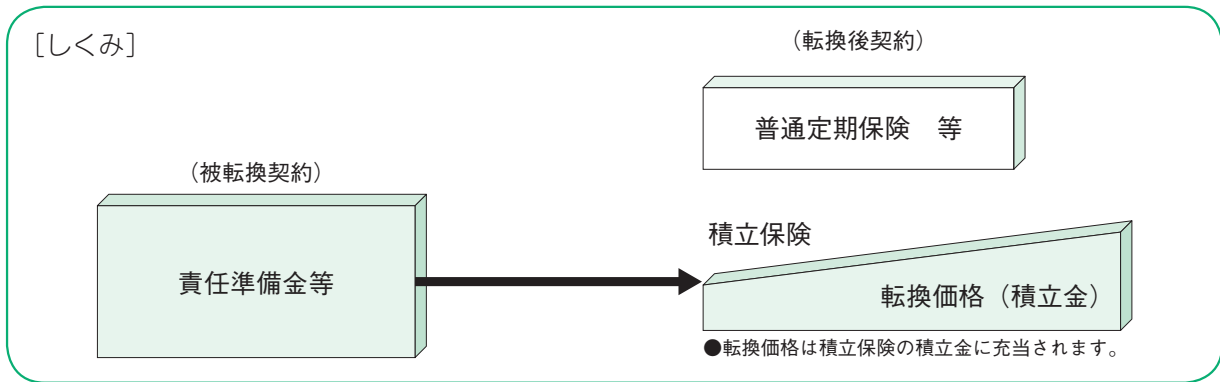 ［しくみ］
（転換後契約）
普通定期保険　等
（被転換契約）
責任準備金等
積立保険
転換価格（積立金）
●転換価格は積立保険の積立金に充当されます。